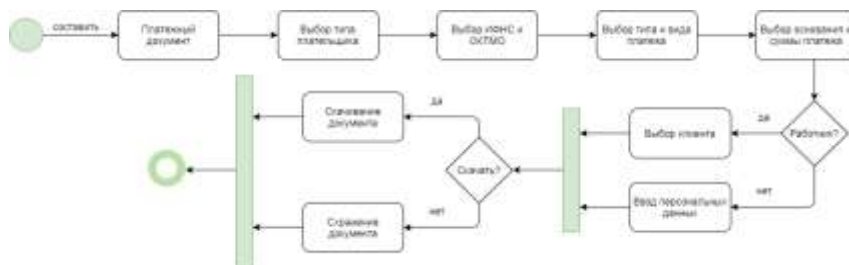 составить
Платежный
документ
Выбор типа
плательщика
Выбор ИФНС и
ОКТМО
Выбор типа и вида
платежа
Выбор основания и
суммы платежа
Скачивание
документа
да
Скачать?
Выбор клиента
да
Работник?
нет
Ввод персональных
данных
нет
документа